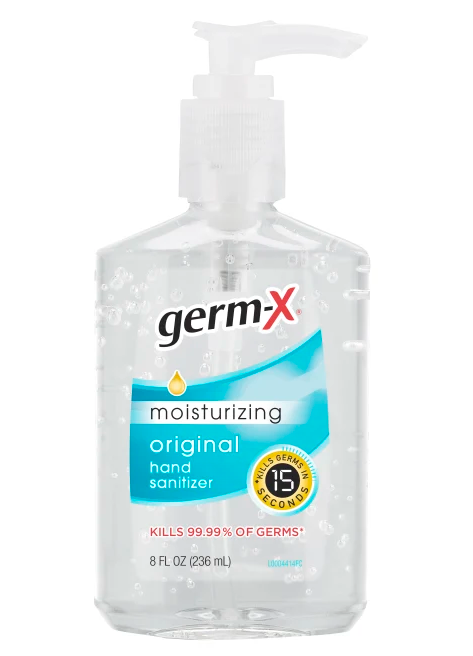 germ-X
moisturizing
original
hand
sanitizer
*KILLS GERMS IN
15
SECONDS
KILLS 99.99% OF GERMS*
8 FL OZ (236 mL)